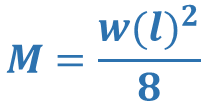 M = w(l)² / 8